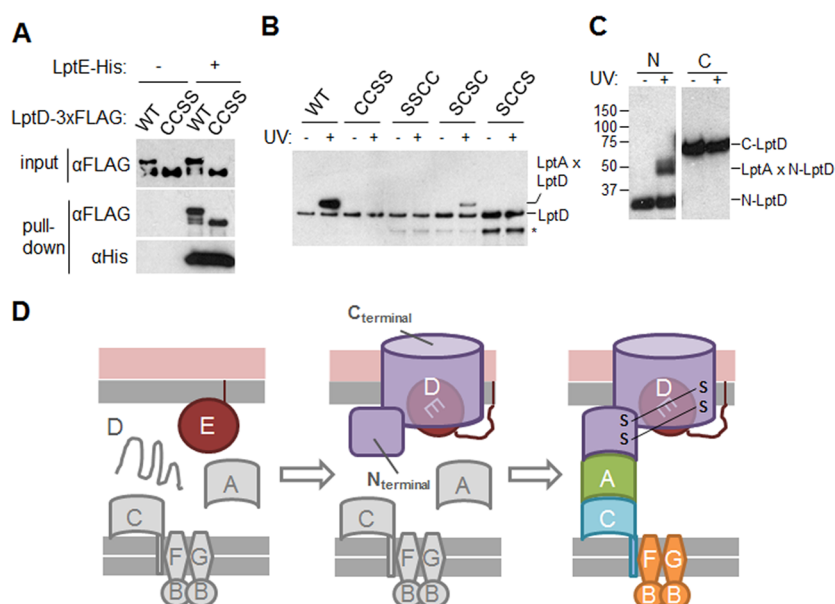 A
LptE-His: - +
LptD-3xFLAG: WT CCSS WT CCSS
input αFLAG
pull-down αFLAG
αHis
B
WT CCSS SSCC SCSC SCCS
UV: - + - + - + - + - +
LptA x LptD
LptD
*
C
N C
UV: - + - +
150
100
75
50
37
C-LptD
LptA x N-LptD
N-LptD
D
D
E
A
C
F G
B B
Cterminal
D
E
Nterminal
A
C
F G
B B
D
E
S
S
S
S
A
C
F G
B B